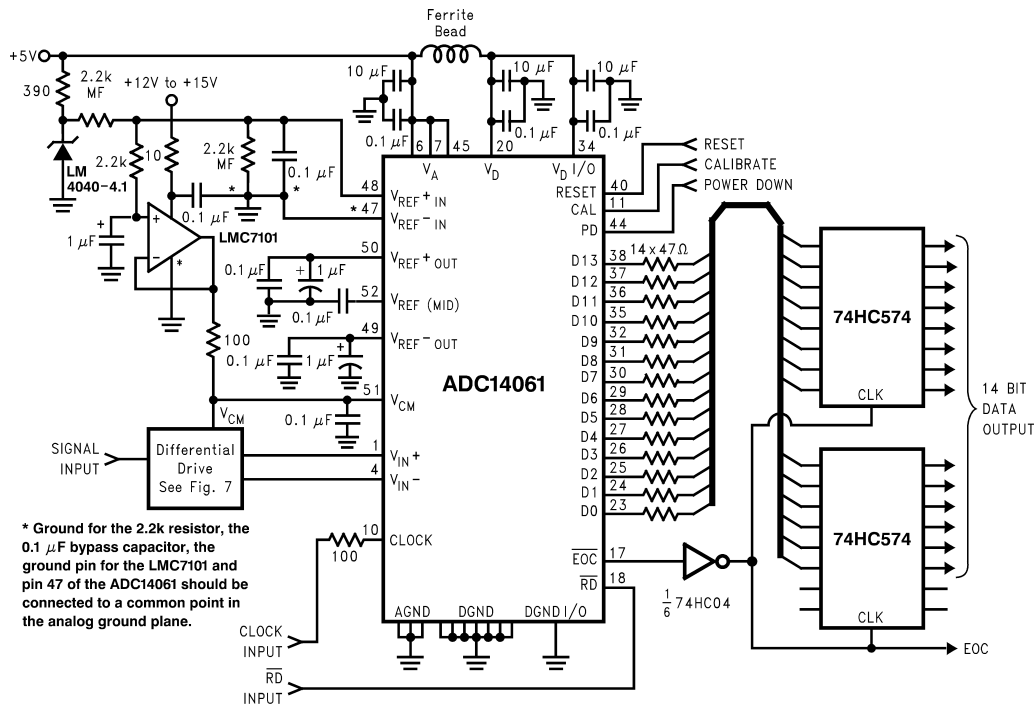 Ferrite
Bead
+5V
10 µF
10 µF
10 µF
390
2.2k
MF
+12V to +15V
0.1 µF
0.1 µF
0.1 µF
6
7
45
20
34
V_A
V_D
V_D I/O
LM
4040-4.1
2.2k
10
2.2k
MF
0.1 µF
*
*
0.1 µF
+
1 µF
+
−
*
LMC7101
48
V_REF+ IN
* 47
V_REF− IN
50
V_REF+ OUT
0.1 µF
+
1 µF
52
V_REF (MID)
0.1 µF
49
V_REF− OUT
0.1 µF
1 µF
+
100
51
V_CM
0.1 µF
V_CM
SIGNAL
INPUT
Differential
Drive
See Fig. 7
1
V_IN+
4
V_IN−
10
CLOCK
100
* Ground for the 2.2k resistor, the
0.1 µF bypass capacitor, the
ground pin for the LMC7101 and
pin 47 of the ADC14061 should be
connected to a common point in
the analog ground plane.
CLOCK
INPUT
RD
INPUT
ADC14061
AGND
DGND
DGND I/O
RESET
40
RESET
CAL
11
CALIBRATE
PD
44
POWER DOWN
14x47Ω
D13
38
D12
37
D11
36
D10
35
D9
32
D8
31
D7
30
D6
29
D5
28
D4
27
D3
26
D2
25
D1
24
D0
23
EOC
17
RD
18
1/6 74HC04
74HC574
CLK
74HC574
CLK
14 BIT
DATA
OUTPUT
EOC